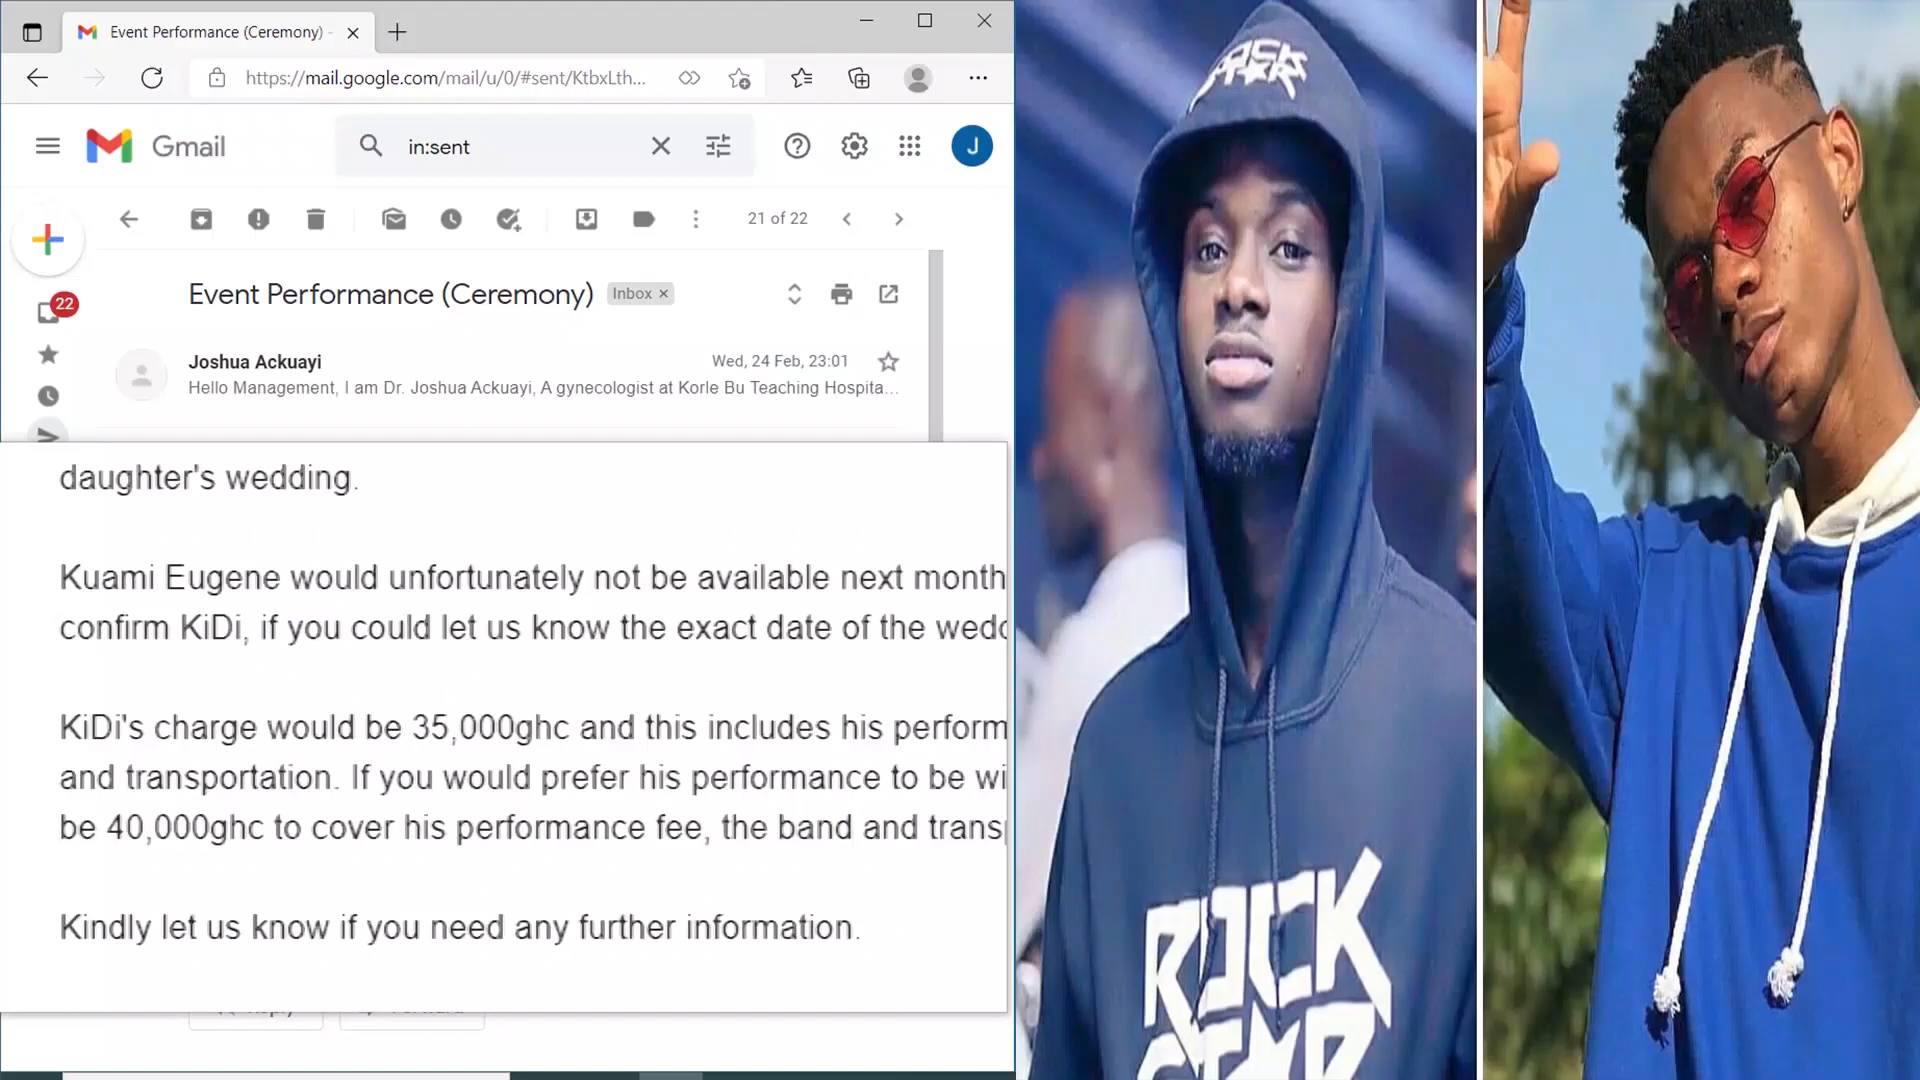 Event Performance (Ceremony) -
https://mail.google.com/mail/u/0/#sent/KtbxLth...
Gmail
in:sent
J
21 of 22
22
Event Performance (Ceremony)
Inbox ×
Joshua Ackuayi
Wed, 24 Feb, 23:01
Hello Management, I am Dr. Joshua Ackuayi, A gynecologist at Korle Bu Teaching Hospita...
daughter's wedding.
Kuami Eugene would unfortunately not be available next month
confirm KiDi, if you could let us know the exact date of the wedd
KiDi's charge would be 35,000ghc and this includes his perform
and transportation. If you would prefer his performance to be wi
be 40,000ghc to cover his performance fee, the band and transp
Kindly let us know if you need any further information.
ROCK
STAR